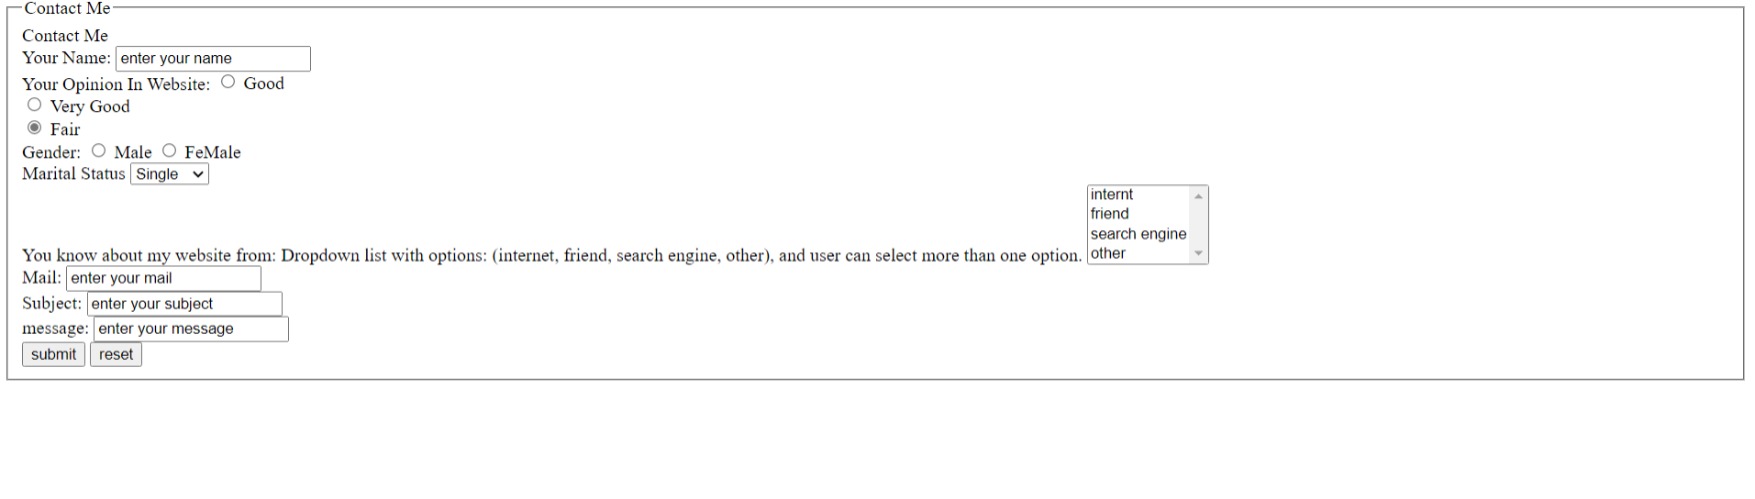 Contact Me
Contact Me
Your Name: enter your name
Your Opinion In Website: Good
Very Good
Fair
Gender: Male FeMale
Marital Status Single
internt
friend
search engine
You know about my website from: Dropdown list with options: (internet, friend, search engine, other), and user can select more than one option. other
Mail: enter your mail
Subject: enter your subject
message: enter your message
submit reset